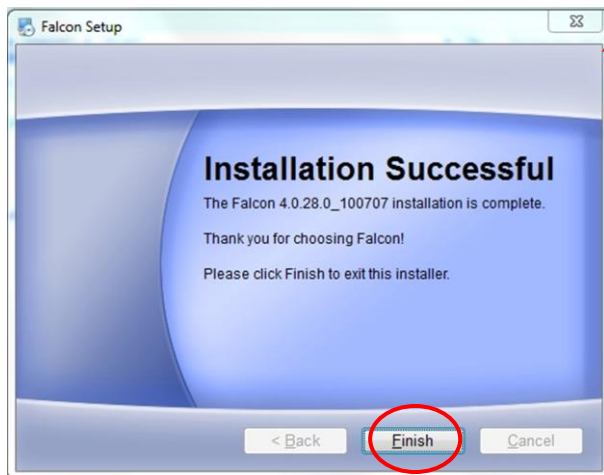 Falcon Setup
Installation Successful
The Falcon 4.0.28.0_100707 installation is complete.
Thank you for choosing Falcon!
Please click Finish to exit this installer.
< Back
Finish
Cancel